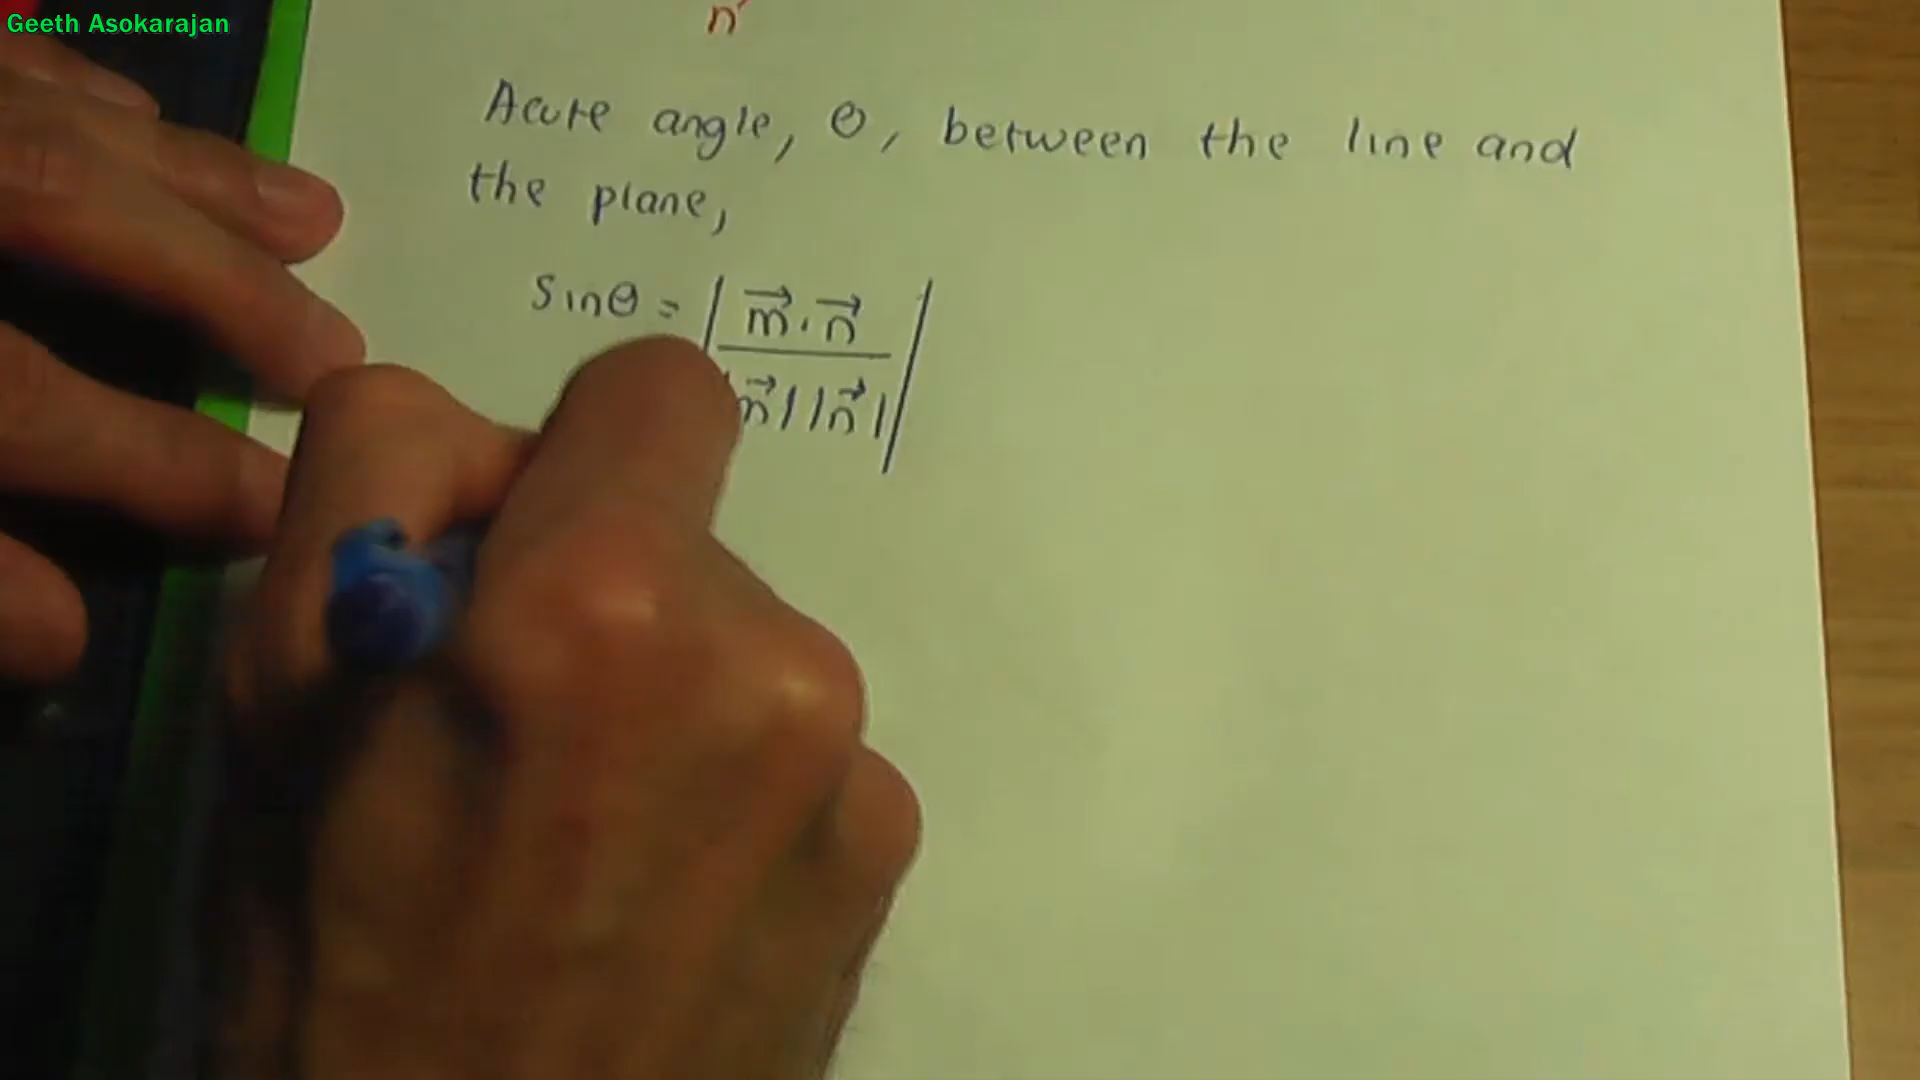 Geeth Asokarajan
n
Acute angle, θ, between the line and
the plane,
sinθ = | m⃗ . n⃗ / |m⃗| |n⃗| |